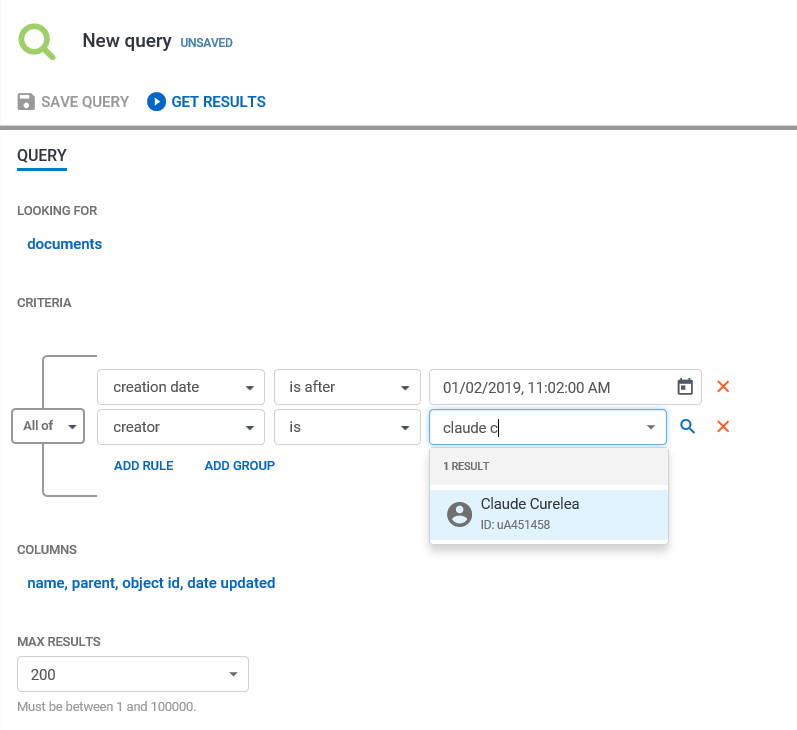 New query UNSAVED
SAVE QUERY GET RESULTS
QUERY
LOOKING FOR
documents
CRITERIA
creation date is after 01/02/2019, 11:02:00 AM
All of creator is claude c
ADD RULE ADD GROUP
1 RESULT
Claude Curelea
ID: uA451458
COLUMNS
name, parent, object id, date updated
MAX RESULTS
200
Must be between 1 and 100000.